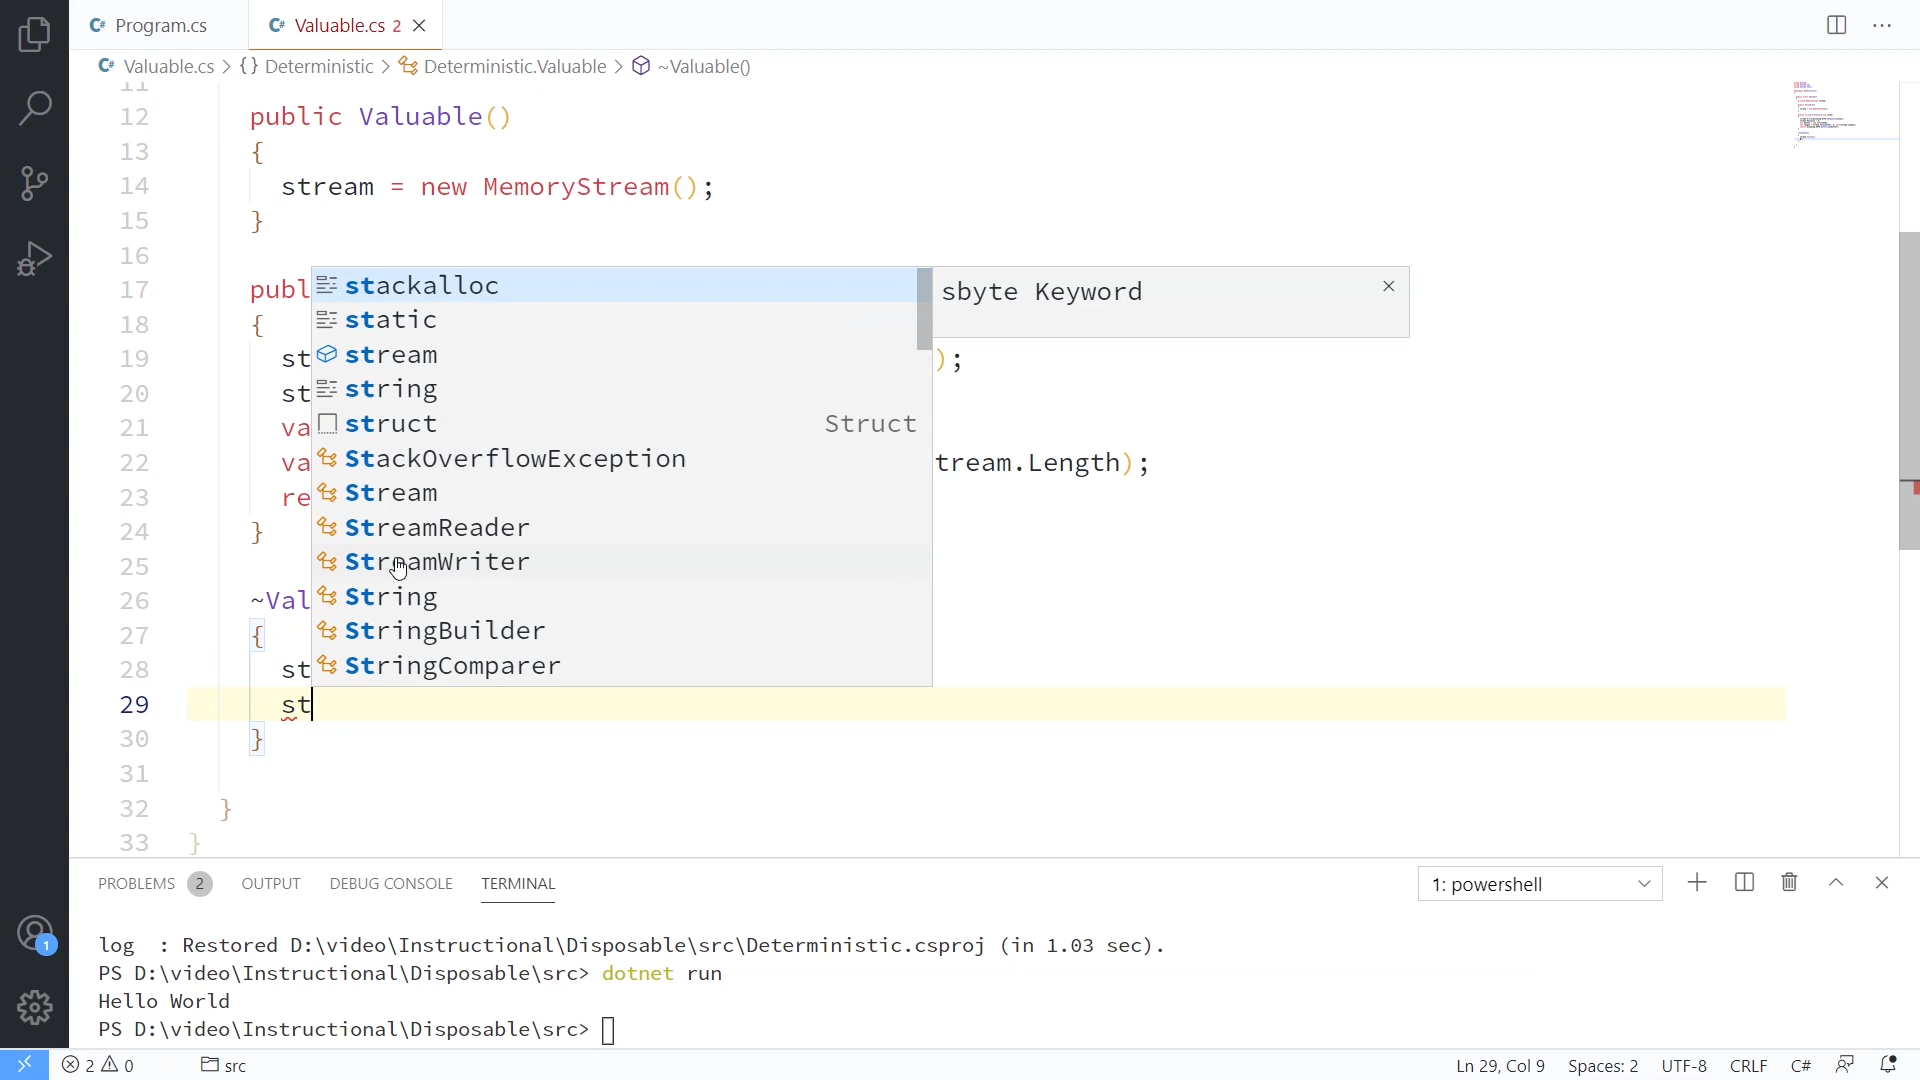 C# Program.cs
C# Valuable.cs 2
C# Valuable.cs > {} Deterministic > Deterministic.Valuable > ~Valuable()
11
12 public Valuable()
13 {
14 stream = new MemoryStream();
15 }
16
17 publ
18 {
19 st );
20 st
21 va
22 va tream.Length);
23 re
24 }
25
26 ~Val
27 {
28 st
29 st
30 }
31
32 }
33 }
stackalloc
static
stream
string
struct Struct
StackOverflowException
Stream
StreamReader
StreamWriter
String
StringBuilder
StringComparer
sbyte Keyword
PROBLEMS 2 OUTPUT DEBUG CONSOLE TERMINAL
1: powershell
log : Restored D:\video\Instructional\Disposable\src\Deterministic.csproj (in 1.03 sec).
PS D:\video\Instructional\Disposable\src> dotnet run
Hello World
PS D:\video\Instructional\Disposable\src>
1
2 0 src
Ln 29, Col 9 Spaces: 2 UTF-8 CRLF C#